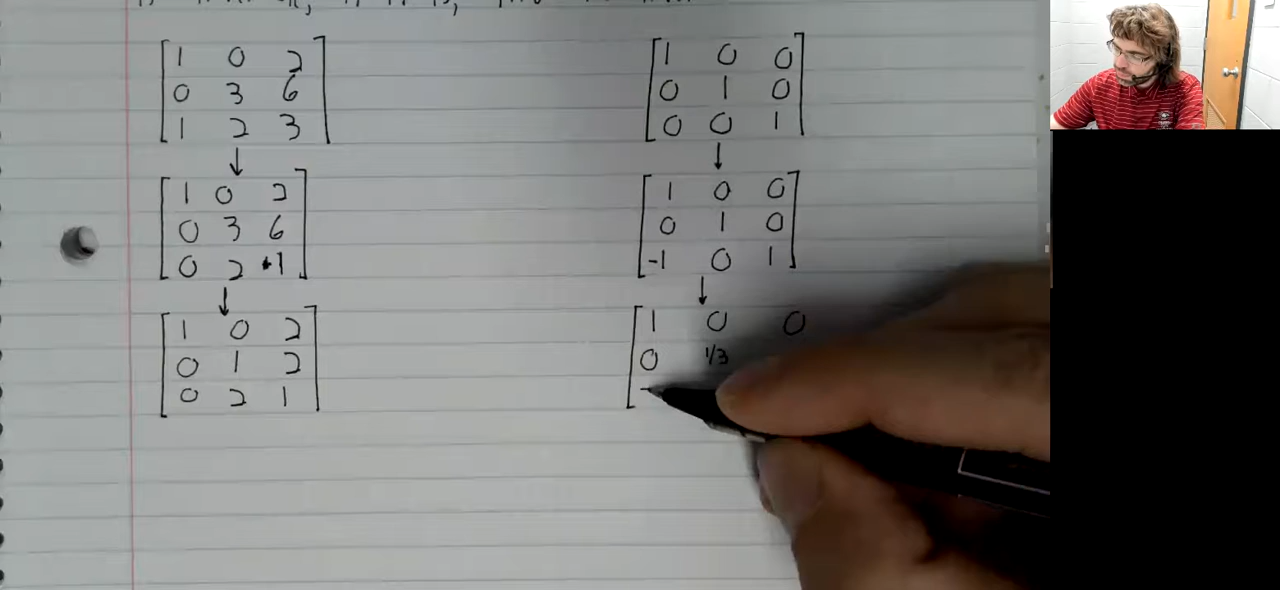 1 0 2 1 0 0
0 3 6 0 1 0
1 2 3 0 0 1
↓ ↓
1 0 2 1 0 0
0 3 6 0 1 0
0 2 1 -1 0 1
↓ ↓
1 0 2 1 0 0
0 1 2 0 1/3
0 2 1